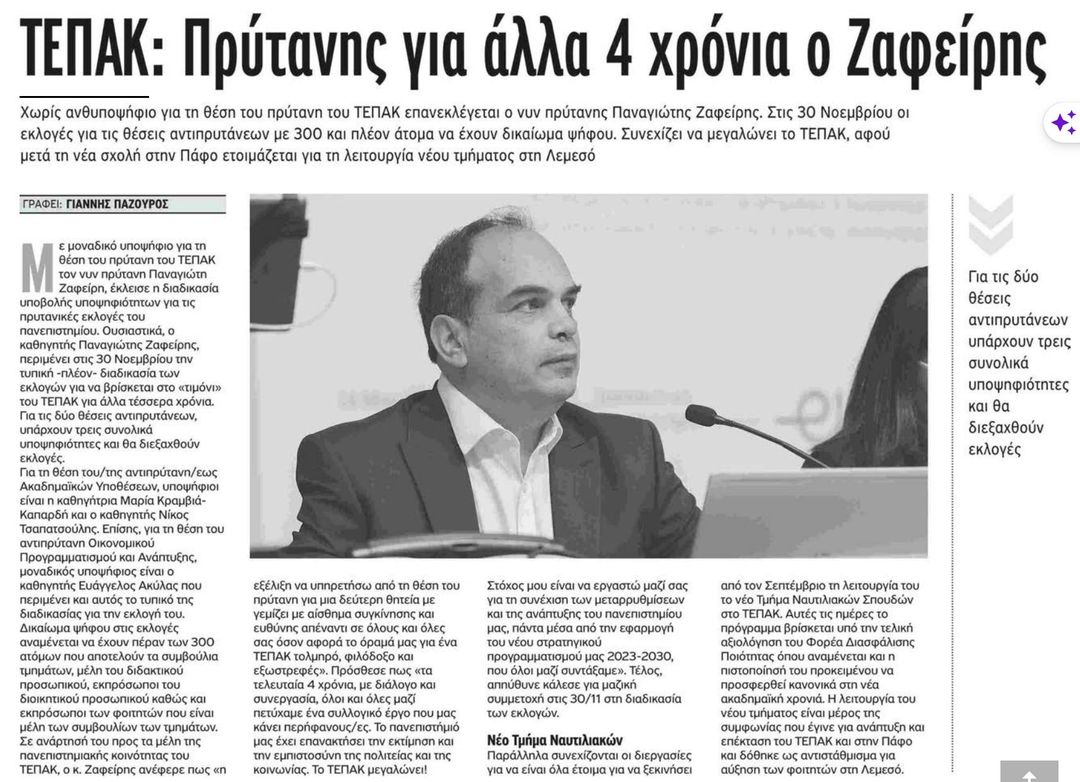 ΤΕΠΑΚ: Πρύτανης για άλλα 4 χρόνια ο Ζαφείρης
Χωρίς ανθυποψήφιο για τη θέση του πρύτανη του ΤΕΠΑΚ επανεκλέγεται ο νυν πρύτανης Παναγιώτης Ζαφείρης. Στις 30 Νοεμβρίου οι
εκλογές για τις θέσεις αντιπρυτάνεων με 300 και πλέον άτομα να έχουν δικαίωμα ψήφου. Συνεχίζει να μεγαλώνει το ΤΕΠΑΚ, αφού
μετά τη νέα σχολή στην Πάφο ετοιμάζεται για τη λειτουργία νέου τμήματος στη Λεμεσό
ΓΡΑΦΕΙ: ΓΙΑΝΝΗΣ ΠΑΖΟΥΡΟΣ
Με μοναδικό υποψήφιο για τη
θέση του πρύτανη του ΤΕΠΑΚ
τον νυν πρύτανη Παναγιώτη
Ζαφείρη, έκλεισε η διαδικασία
υποβολής υποψηφιότητων για τις
πρυτανικές εκλογές του
πανεπιστημίου. Ουσιαστικά, ο
καθηγητής Παναγιώτης Ζαφείρης,
περιμένει στις 30 Νοεμβρίου την
τυπική -πλέον- διαδικασία των
εκλογών για να βρίσκεται στο «τιμόνι»
του ΤΕΠΑΚ για άλλα τέσσερα χρόνια.
Για τις δύο θέσεις αντιπρυτάνεων,
υπάρχουν τρεις συνολικά
υποψηφιότητες και θα διεξαχθούν
εκλογές.
Για τη θέση του/της αντιπρύτανη/εως
Ακαδημαϊκών Υποθέσεων, υποψήφιοι
είναι η καθηγήτρια Μαρία Κραμβιά-
Καπαρδή και ο καθηγητής Νίκος
Τσαπατσούλης. Επίσης, για τη θέση του
αντιπρύτανη Οικονομικού
Προγραμματισμού και Ανάπτυξης,
μοναδικός υποψήφιος είναι ο
καθηγητής Ευάγγελος Ακύλας που
περιμένει και αυτός το τυπικό της
διαδικασίας για την εκλογή του.
Δικαίωμα ψήφου στις εκλογές
αναμένεται να έχουν πέραν των 300
ατόμων που αποτελούν τα συμβούλια
τμημάτων, μέλη του διδακτικού
προσωπικού, εκπρόσωποι του
διοικητικού προσωπικού καθώς και
εκπρόσωποι των φοιτητών που είναι
μέλη των συμβουλίων των τμημάτων.
Σε ανάρτησή του προς τα μέλη της
πανεπιστημιακής κοινότητας του
ΤΕΠΑΚ, ο κ. Ζαφείρης ανέφερε πως «η
εξέλιξη να υπηρετήσω από τη θέση του
πρύτανη για μια δεύτερη θητεία με
γεμίζει με αίσθημα συγκίνησης και
ευθύνης απέναντι σε όλους και όλες
σας όσον αφορά το όραμά μας για ένα
ΤΕΠΑΚ τολμηρό, φιλόδοξο και
εξωστρεφές». Πρόσθεσε πως «τα
τελευταία 4 χρόνια, με διάλογο και
συνεργασία, όλοι και όλες μαζί
πετύχαμε ένα συλλογικό έργο που μας
κάνει περήφανους/ες. Το πανεπιστήμιό
μας έχει επανακτήσει την εκτίμηση και
την εμπιστοσύνη της πολιτείας και της
κοινωνίας. Το ΤΕΠΑΚ μεγαλώνει!
Στόχος μου είναι να εργαστώ μαζί σας
για τη συνέχιση των μεταρρυθμίσεων
και της ανάπτυξης του πανεπιστημίου
μας, πάντα μέσα από την εφαρμογή
του νέου στρατηγικού
προγραμματισμού μας 2023-2030,
που όλοι μαζί συντάξαμε». Τέλος,
απηύθυνε κάλεσε για μαζική
συμμετοχή στις 30/11 στη διαδικασία
των εκλογών.
Νέο Τμήμα Ναυτιλιακών
Παράλληλα συνεχίζονται οι διεργασίες
για να είναι όλα έτοιμα για να ξεκινήσει
από τον Σεπτέμβριο τη λειτουργία του
το νέο Τμήμα Ναυτιλιακών Σπουδών
στο ΤΕΠΑΚ. Αυτές τις ημέρες το
πρόγραμμα βρίσκεται υπό την τελική
αξιολόγηση του Φορέα Διασφάλισης
Ποιότητας όπου αναμένεται και η
πιστοποίησή του προκειμένου να
προσφερθεί κανονικά στην νέα
ακαδημαϊκή χρονιά. Η λειτουργία του
νέου τμήματος είναι μέρος της
συμφωνίας που έγινε για ανάπτυξη και
επέκταση του ΤΕΠΑΚ και στην Πάφο
και δόθηκε ως αντιστάθμισμα για
αύξηση των φοιτητών στη Λεμεσό.
Για τις δύο
θέσεις
αντιπρυτάνεων
υπάρχουν τρεις
συνολικά
υποψηφιότητες
και θα
διεξαχθούν
εκλογές